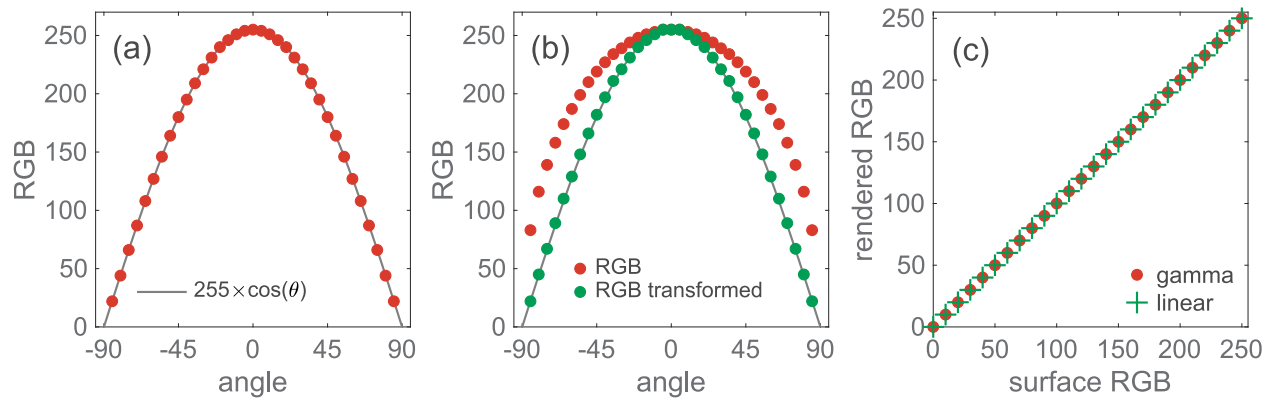 (a)
RGB
250
200
150
100
50
0
255×cos(θ)
-90 -45 0 45 90
angle
(b)
RGB
250
200
150
100
50
0
RGB
RGB transformed
-90 -45 0 45 90
angle
(c)
rendered RGB
250
200
150
100
50
0
gamma
linear
0 50 100 150 200 250
surface RGB